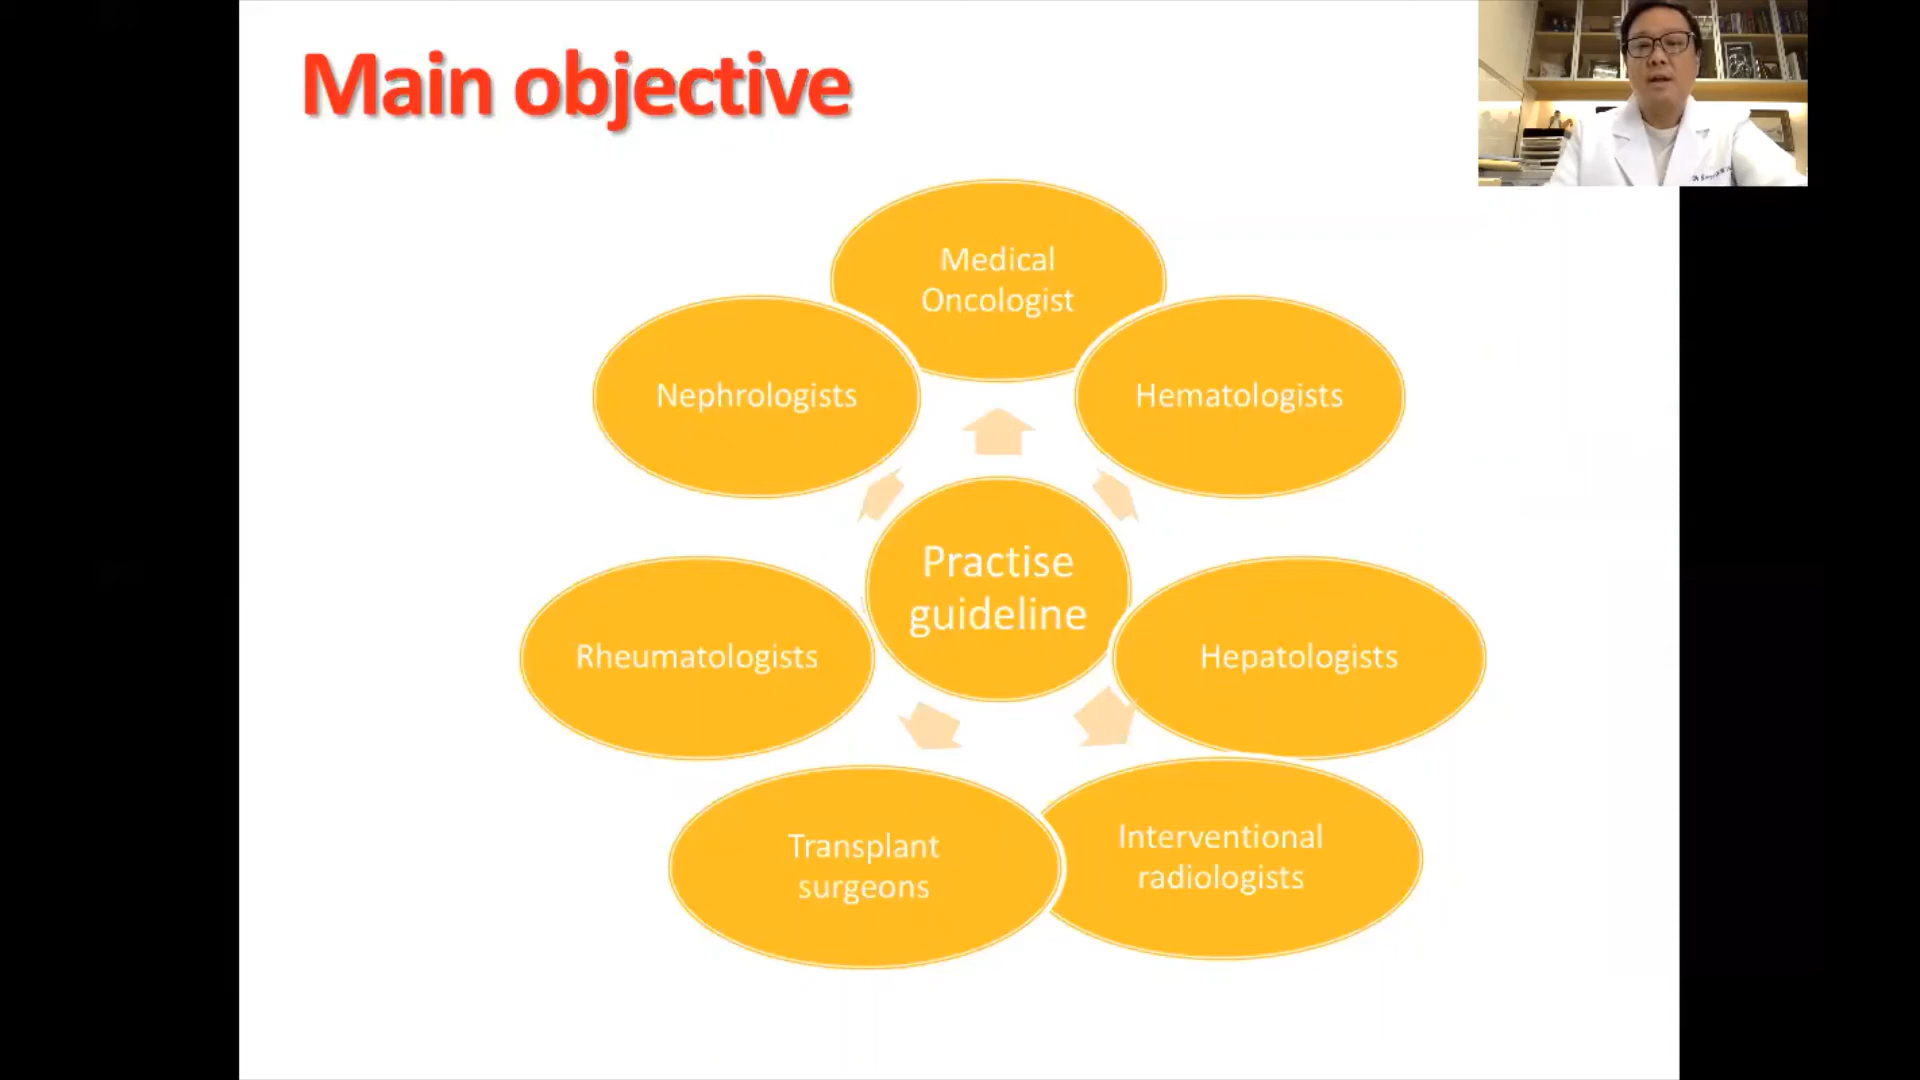 Main objective
Medical
Oncologist
Nephrologists
Hematologists
Practise
guideline
Rheumatologists
Hepatologists
Transplant
surgeons
Interventional
radiologists